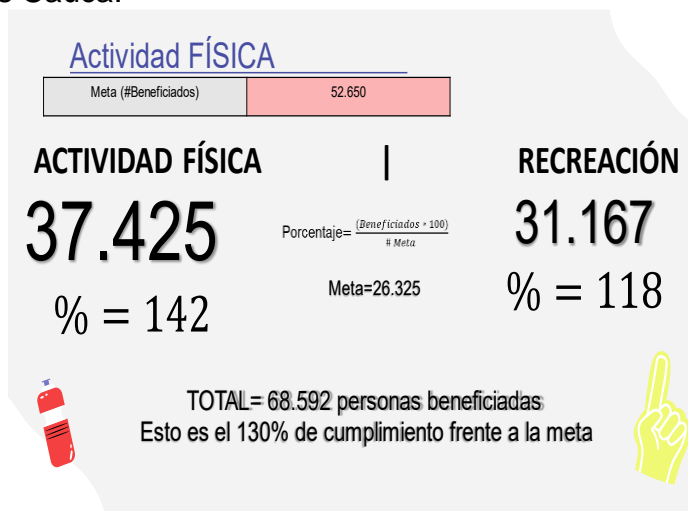 Cauca.
Actividad FÍSICA
Meta (#Beneficiados) 52.650
ACTIVIDAD FÍSICA | RECREACIÓN
37.425 31.167
Porcentaje= (Beneficiados * 100) / # Meta
Meta=26.325
% = 142 % = 118
TOTAL= 68.592 personas beneficiadas
Esto es el 130% de cumplimiento frente a la meta